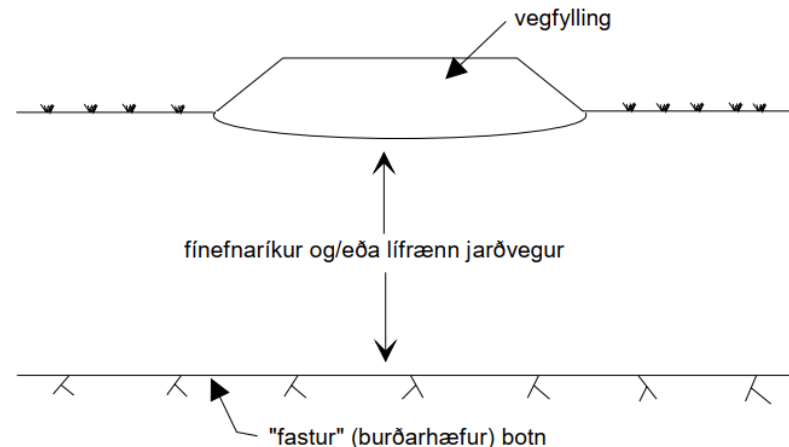 vegfylling
fínefnaríkur og/eða lífrænn jarðvegur
"fastur" (burðarhæfur) botn